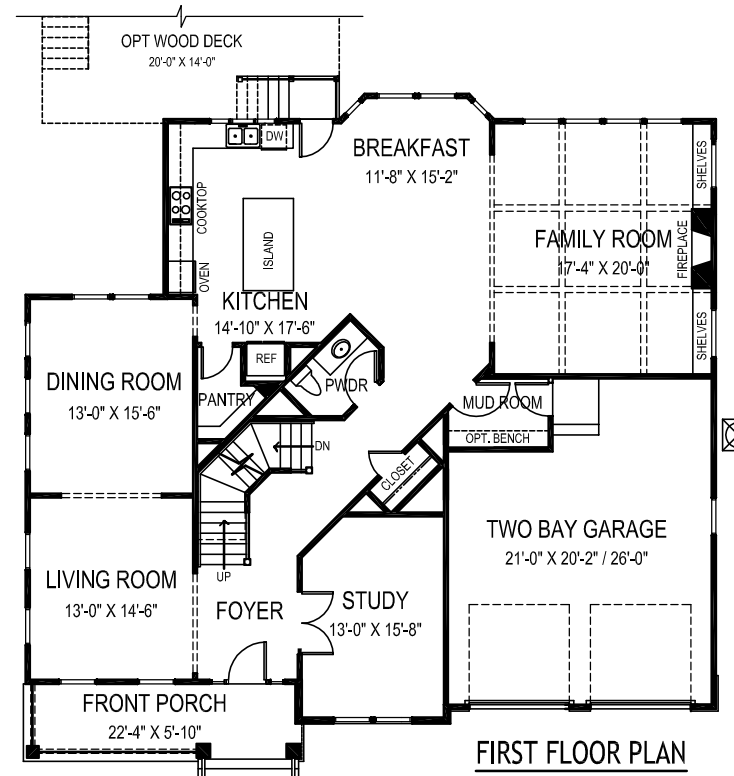 OPT WOOD DECK
20'-0" X 14'-0"
DW
BREAKFAST
11'-8" X 15'-2"
SHELVES
COOKTOP
ISLAND
FAMILY ROOM
17'-4" X 20'-0"
FIREPLACE
OVEN
KITCHEN
14'-10" X 17'-6"
SHELVES
REF
DINING ROOM
13'-0" X 15'-6"
PANTRY
PWDR
MUD ROOM
OPT. BENCH
DN
CLOSET
TWO BAY GARAGE
21'-0" X 20'-2" / 26'-0"
UP
LIVING ROOM
13'-0" X 14'-6"
FOYER
STUDY
13'-0" X 15'-8"
FRONT PORCH
22'-4" X 5'-10"
FIRST FLOOR PLAN